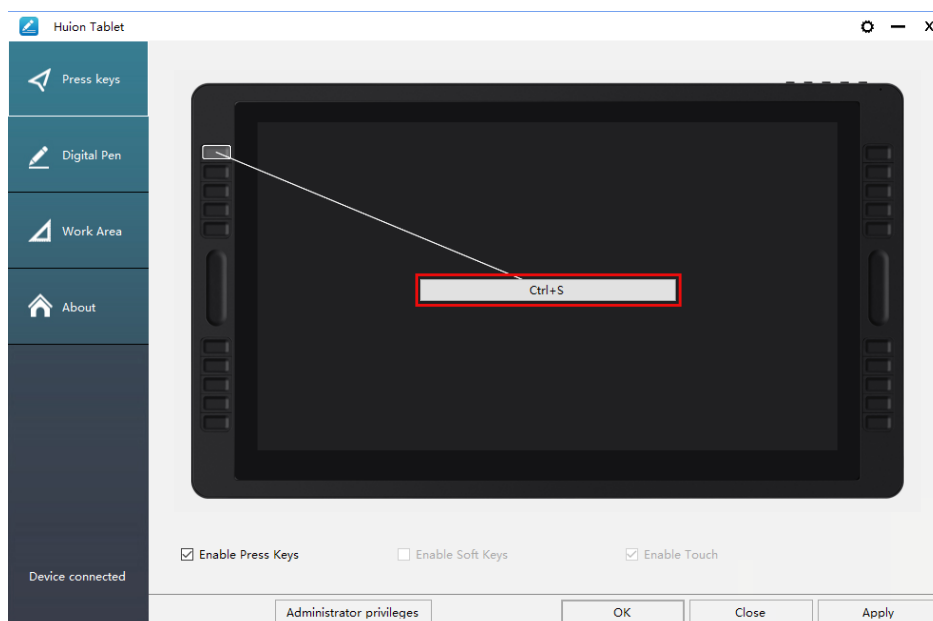 Huion Tablet
Press keys
Digital Pen
Work Area
About
Ctrl+S
Enable Press Keys
Enable Soft Keys
Enable Touch
Device connected
Administrator privileges
OK
Close
Apply